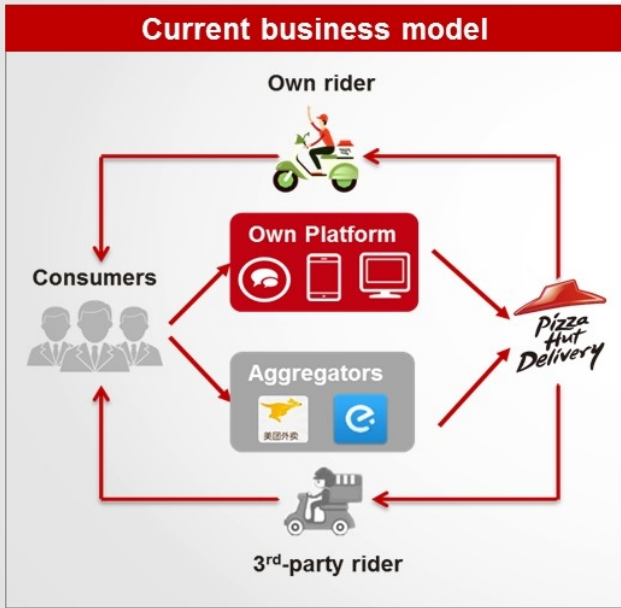 Current business model
Own rider
Own Platform
Consumers
Pizza
Hut
Delivery
Aggregators
美团外卖
3rd-party rider